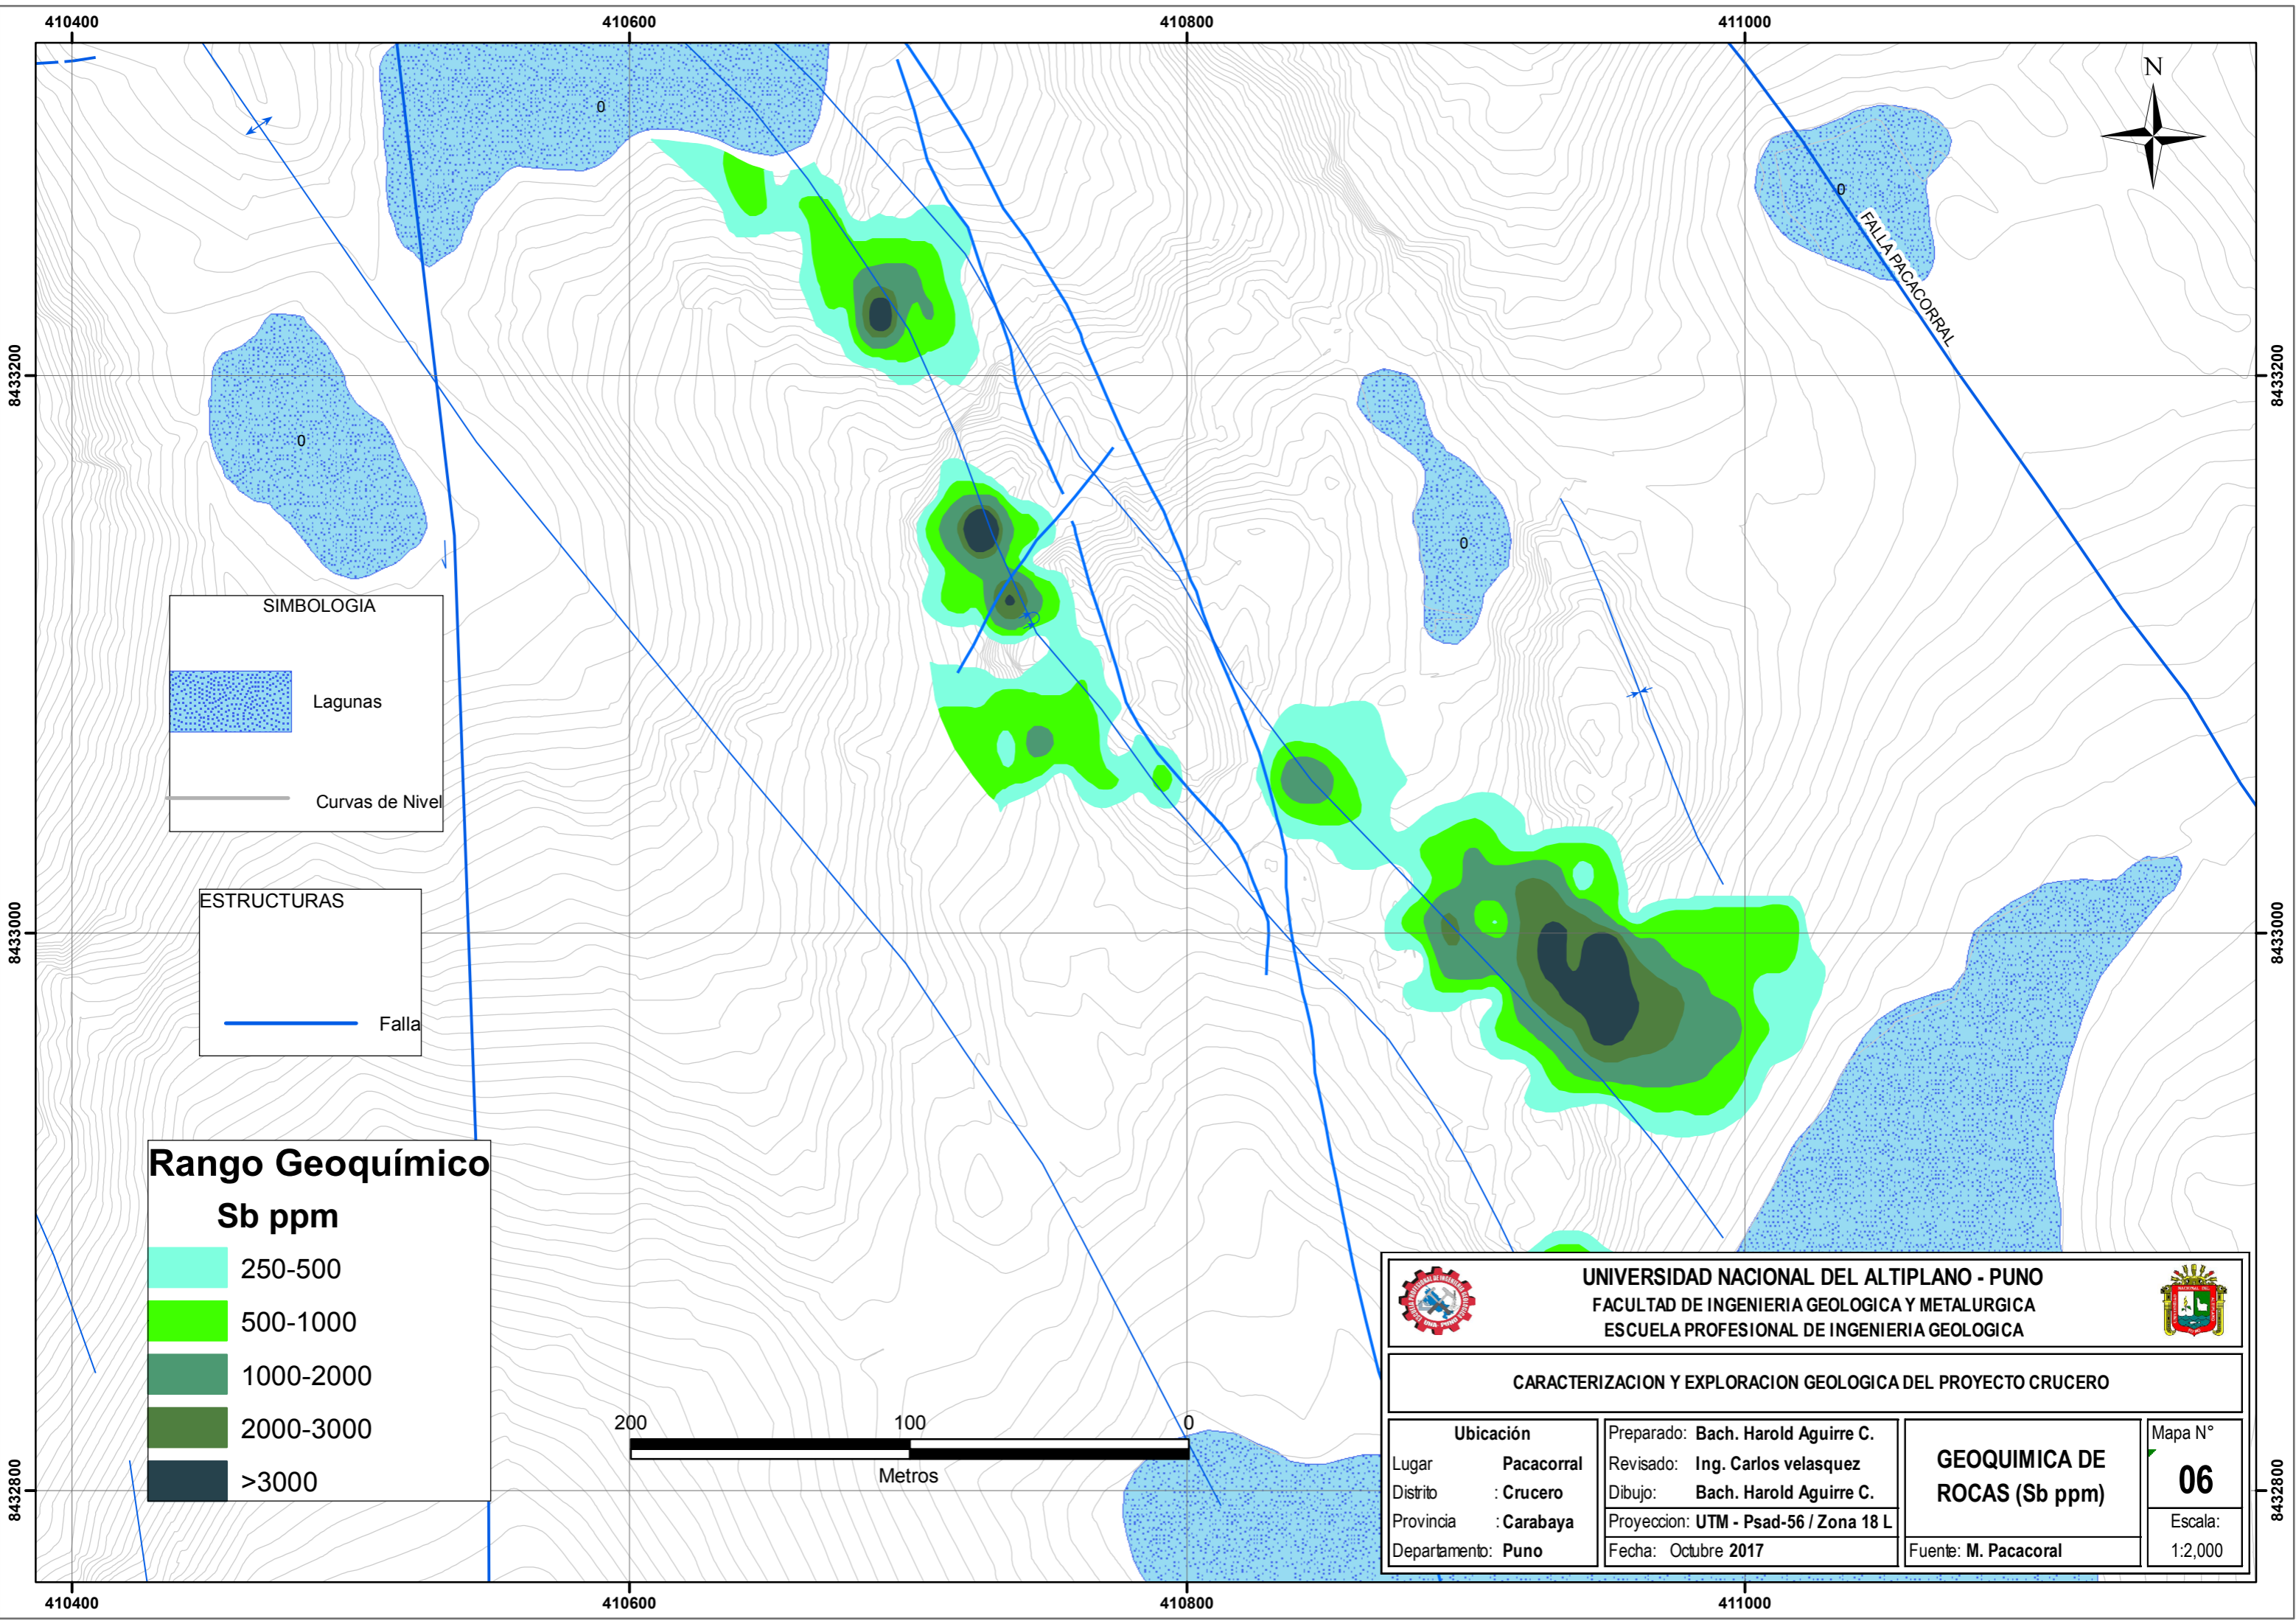 410400
410600
410800
411000
N
0
0
FALLA PACACORRAL
8433200
8433200
0
0
SIMBOLOGIA
Lagunas
Curvas de Nivel
ESTRUCTURAS
Falla
8433000
8433000
Rango Geoquímico
Sb ppm
250-500
500-1000
1000-2000
2000-3000
>3000
200 100 0
Metros
UNIVERSIDAD NACIONAL DEL ALTIPLANO - PUNO
FACULTAD DE INGENIERIA GEOLOGICA Y METALURGICA
ESCUELA PROFESIONAL DE INGENIERIA GEOLOGICA
CARACTERIZACION Y EXPLORACION GEOLOGICA DEL PROYECTO CRUCERO
Ubicación
Lugar Pacacorral
Distrito : Crucero
Provincia : Carabaya
Departamento: Puno
Preparado: Bach. Harold Aguirre C.
Revisado: Ing. Carlos velasquez
Dibujo: Bach. Harold Aguirre C.
Proyeccion: UTM - Psad-56 / Zona 18 L
Fecha: Octubre 2017
GEOQUIMICA DE
ROCAS (Sb ppm)
Fuente: M. Pacacoral
Mapa N°
06
Escala:
1:2,000
8432800
8432800
410400
410600
410800
411000